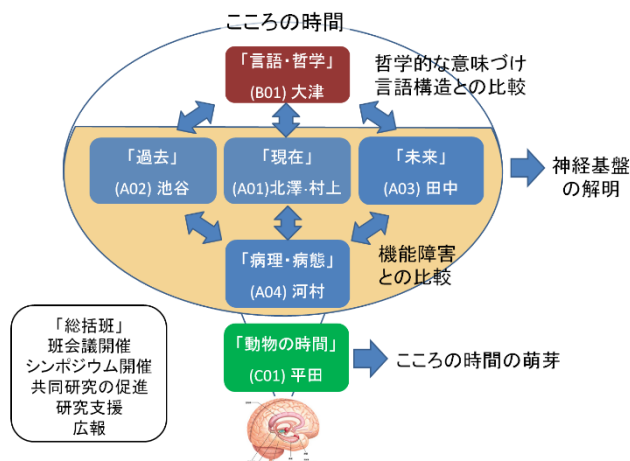 こころの時間
「言語・哲学」
(B01) 大津
哲学的な意味づけ
言語構造との比較
「過去」
(A02) 池谷
「現在」
(A01)北澤·村上
「未来」
(A03) 田中
神経基盤
の解明
「病理・病態」
(A04) 河村
機能障害
との比較
「総括班」
班会議開催
シンポジウム開催
共同研究の促進
研究支援
広報
「動物の時間」
(C01) 平田
こころの時間の萌芽